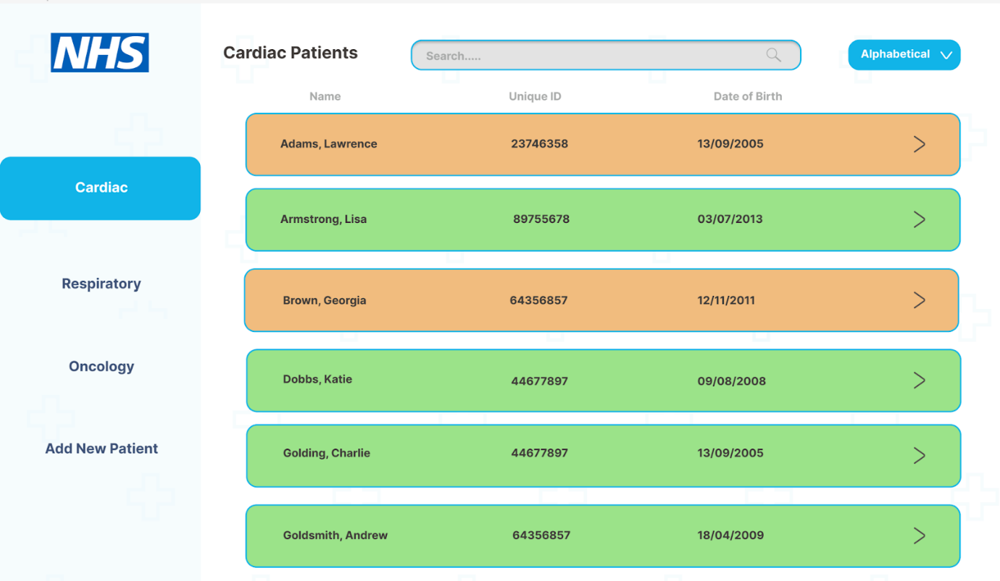 NHS
Cardiac Patients
Search.....
Alphabetical
Name Unique ID Date of Birth
Adams, Lawrence 23746358 13/09/2005
Cardiac
Armstrong, Lisa 89755678 03/07/2013
Respiratory
Brown, Georgia 64356857 12/11/2011
Oncology
Dobbs, Katie 44677897 09/08/2008
Add New Patient
Golding, Charlie 44677897 13/09/2005
Goldsmith, Andrew 64356857 18/04/2009